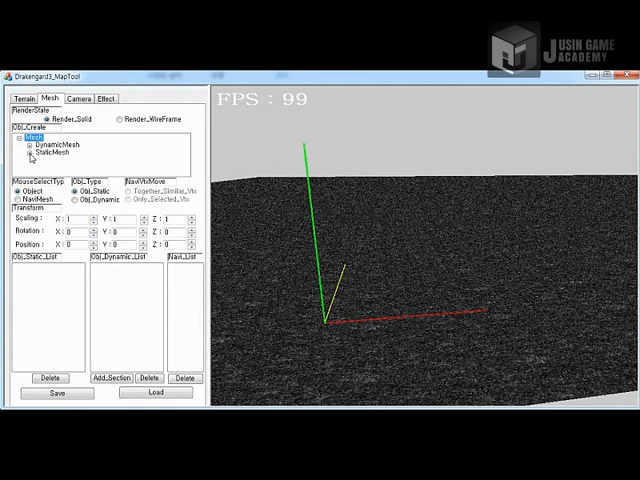 JUSIN GAME
ACADEMY
Drakengard3_MapTool
FPS : 99
Terrain Mesh Camera Effect
RenderState
Render_Solid Render_WireFrame
Obj_Create
Mesh
DynamicMesh
StaticMesh
MouseSelectTyp Obj_Type NaviVtxMove
Object Obj_Static Together_Similar_Vtx
NaviMesh Obj_Dynamic Only_Selected_Vtx
Transform
Scaling : X : 1 Y : 1 Z : 1
Rotation : X : 0 Y : 0 Z : 0
Position : X : 0 Y : 0 Z : 0
Obj_Static_List Obj_Dynamic_List Navi_List
Delete Add_Section Delete Delete
Save Load